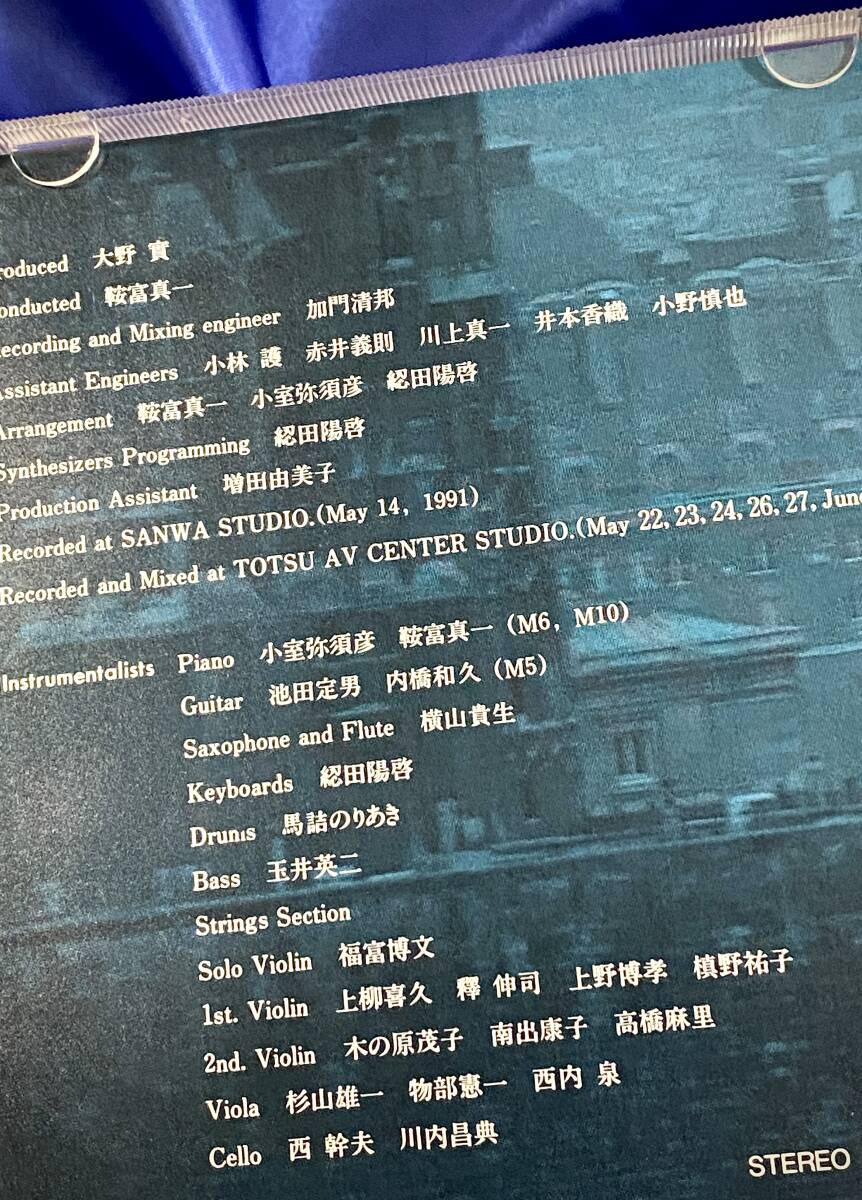 roduced 大野 實
onducted 鞍富真一
ecording and Mixing engineer 加門清邦
ssistant Engineers 小林 護 赤井義則 川上真一 井本香織 小野慎也
Arrangement 鞍富真一 小室弥須彦 綛田陽啓
Synthesizers Programming 綛田陽啓
Production Assistant 増田由美子
Recorded at SANWA STUDIO.(May 14, 1991)
Recorded and Mixed at TOTSU AV CENTER STUDIO.(May 22, 23, 24, 26, 27, June
Instrumentalists Piano 小室弥須彦 鞍富真一 (M6, M10)
Guitar 池田定男 内橋和久 (M5)
Saxophone and Flute 横山貴生
Keyboards 綛田陽啓
Drums 馬詰のりあき
Bass 玉井英二
Strings Section
Solo Violin 福富博文
1st. Violin 上柳喜久 釋 伸司 上野博孝 槙野祐子
2nd. Violin 木の原茂子 南出康子 高橋麻里
Viola 杉山雄一 物部憲一 西内 泉
Cello 西 幹夫 川内昌典
STEREO